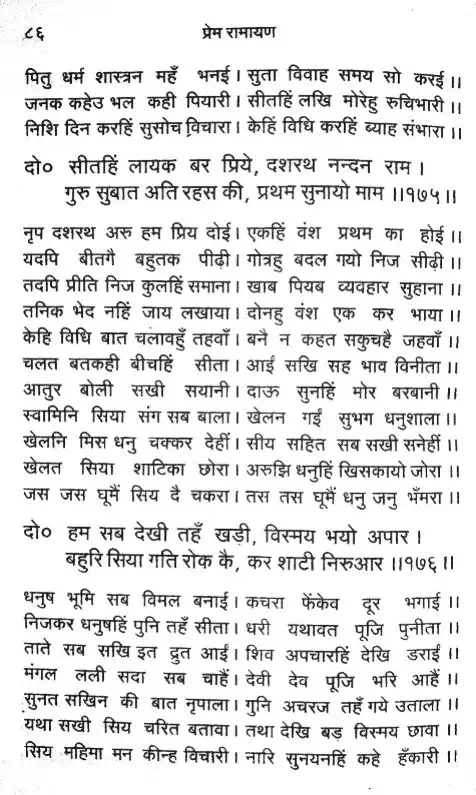 ८६
प्रेम रामायण
पितु धर्म शास्त्रन महँ भनई। सुता विवाह समय सो करई।।
जनक कहेउ भल कही पियारी। सीतहिं लखि मोरेहु रुचिभारी।।
निशि दिन करहिं सुसोच विचारा। केहिं विधि करहिं ब्याह संभारा।।
दो० सीतहिं लायक बर प्रिये, दशरथ नन्दन राम।
गुरु सुबात अति रहस की, प्रथम सुनायो माम।।१७५।।
नृप दशरथ अरु हम प्रिय दोई। एकहिं वंश प्रथम का होई।।
यदपि बीतगै बहुतक पीढ़ी। गोत्रहु बदल गयो निज सीढ़ी।।
तदपि प्रीति निज कुलहिं समाना। खाब पियब व्यवहार सुहाना।।
तनिक भेद नहिं जाय लखाया। दोनहु वंश एक कर भाया।।
केहि विधि बात चलावहुँ तहवाँ। बनै न कहत सकुचहै जहवाँ।।
चलत बतकही बीचहिं सीता। आईं सखि सह भाव विनीता।।
आतुर बोली सखी सयानी। दाऊ सुनहिं मोर बरबानी।।
स्वामिनि सिया संग सब बाला। खेलन गईं सुभग धनुशाला।।
खेलनि मिस धनु चक्कर देहीं। सीय सहित सब सखी सनेहीं।।
खेलत सिया शाटिका छोरा। अरुझि धनुहिं खिसकायो जोरा।।
जस जस घूमैं सिय दै चकरा। तस तस घूमैं धनु जनु भँमरा।।
दो० हम सब देखी तहँ खड़ी, विस्मय भयो अपार।
बहुरि सिया गति रोक कै, कर शाटी निरुआर।।१७६।।
धनुष भूमि सब विमल बनाई। कचरा फेंकेव दूर भगाई।।
निजकर धनुषहिं पुनि तहँ सीता। धरी यथावत पूजि पुनीता।।
ताते सब सखि इत द्रुत आईं। शिव अपचारहिं देखि डराईं।।
मंगल लली सदा सब चाहैं। देवी देव पूजि भरि आहैं।।
सुनत सखिन की बात नृपाला। गुनि अचरज तहँ गये उताला।।
यथा सखी सिय चरित बतावा। तथा देखि बड़ विस्मय छावा।।
सिय महिमा मन कीन्ह विचारी। नारि सुनयनहिं कहे हँकारी।।